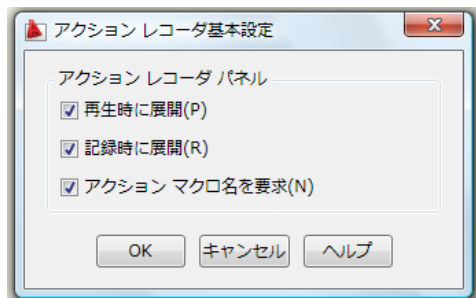 アクション レコーダ基本設定
アクション レコーダ パネル
再生時に展開(P)
記録時に展開(R)
アクション マクロ名を要求(N)
OK キャンセル ヘルプ